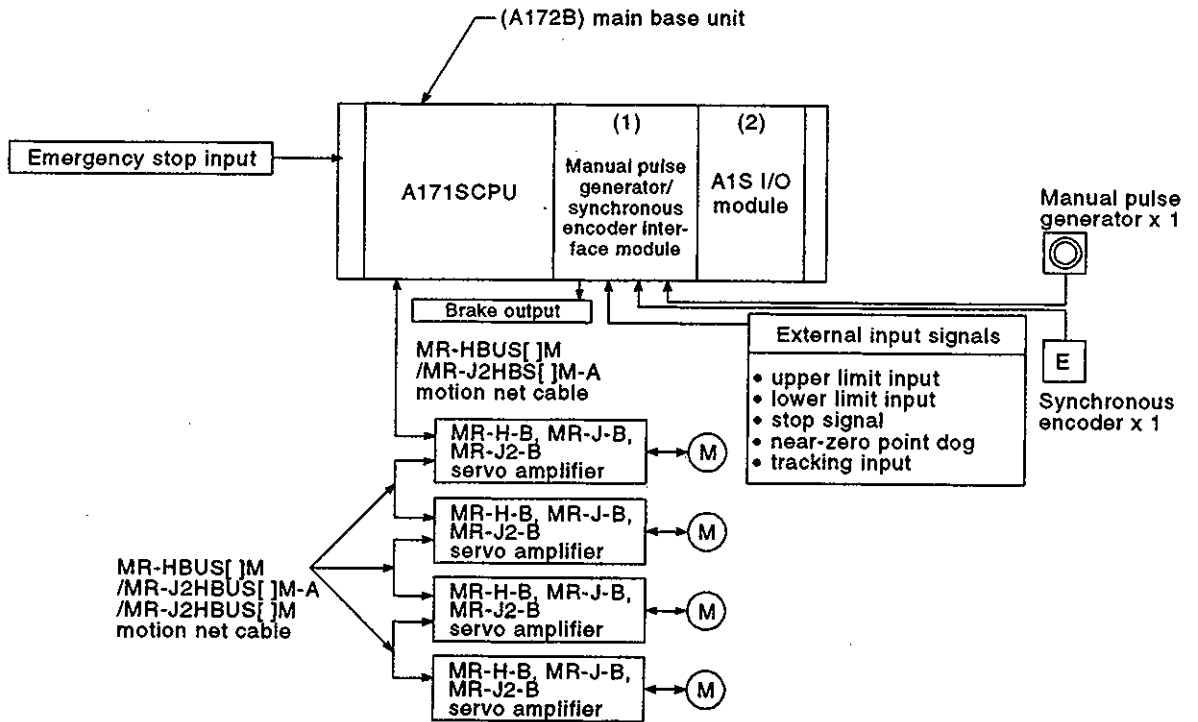 (A172B) main base unit
Emergency stop input
A171SCPU
(1)
Manual pulse
generator/
synchronous
encoder inter-
face module
(2)
A1S I/O
module
Manual pulse
generator x 1
Brake output
External input signals
• upper limit input
• lower limit input
• stop signal
• near-zero point dog
• tracking input
E
Synchronous
encoder x 1
MR-HBUS[ ]M
/MR-J2HBS[ ]M-A
motion net cable
MR-H-B, MR-J-B,
MR-J2-B
servo amplifier
M
MR-H-B, MR-J-B,
MR-J2-B
servo amplifier
M
MR-HBUS[ ]M
/MR-J2HBUS[ ]M-A
/MR-J2HBUS[ ]M
motion net cable
MR-H-B, MR-J-B,
MR-J2-B
servo amplifier
M
MR-H-B, MR-J-B,
MR-J2-B
servo amplifier
M